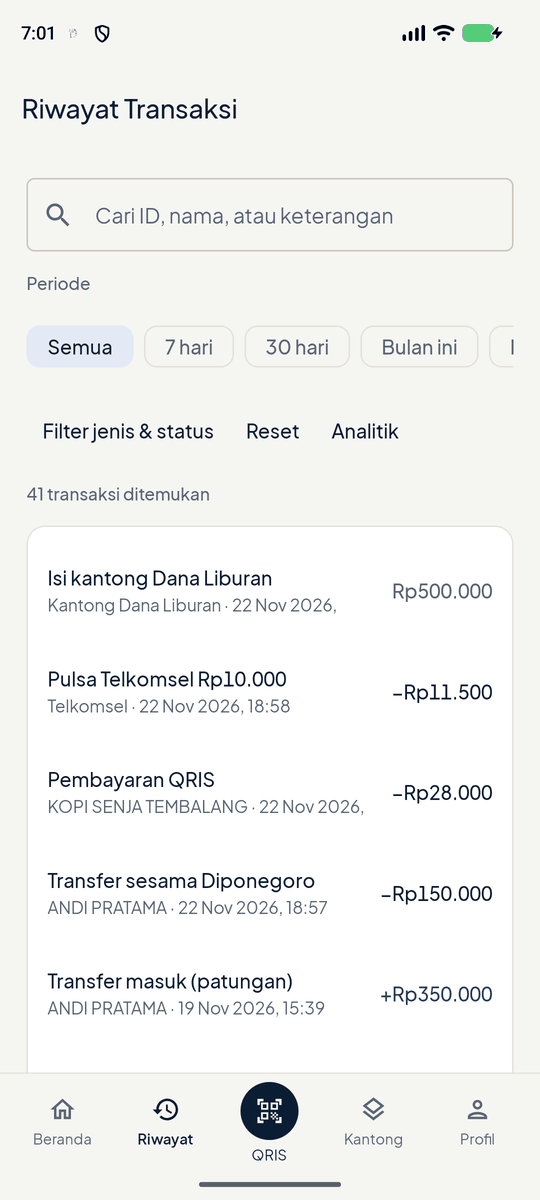 7:01
Riwayat Transaksi
Cari ID, nama, atau keterangan
Periode
Semua 7 hari 30 hari Bulan ini
Filter jenis & status Reset Analitik
41 transaksi ditemukan
Isi kantong Dana Liburan
Kantong Dana Liburan · 22 Nov 2026,
Rp500.000
Pulsa Telkomsel Rp10.000
Telkomsel · 22 Nov 2026, 18:58
−Rp11.500
Pembayaran QRIS
KOPI SENJA TEMBALANG · 22 Nov 2026,
−Rp28.000
Transfer sesama Diponegoro
ANDI PRATAMA · 22 Nov 2026, 18:57
−Rp150.000
Transfer masuk (patungan)
ANDI PRATAMA · 19 Nov 2026, 15:39
+Rp350.000
Beranda Riwayat QRIS Kantong Profil